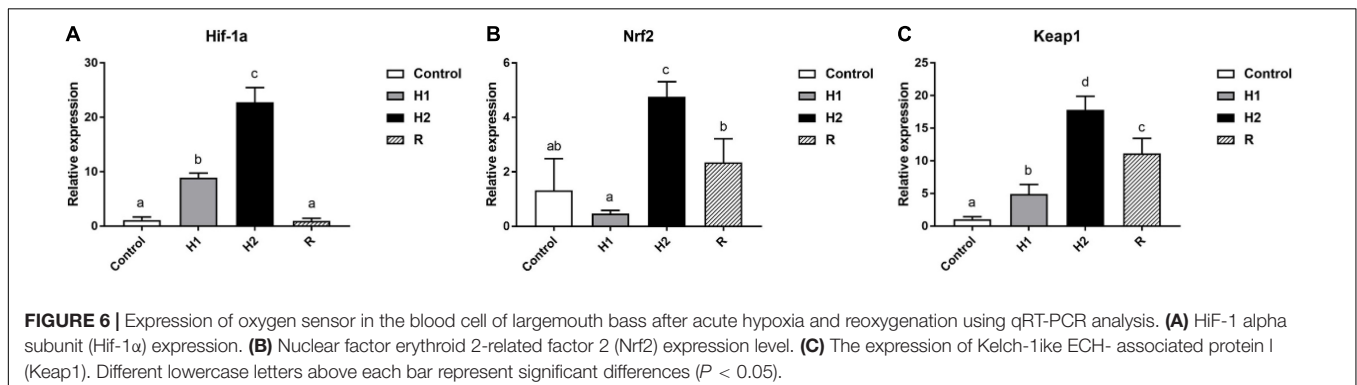 A
Hif-1a
Relative expression
30
20
10
0
a
b
c
a
Control
H1
H2
R
Control
H1
H2
R
B
Nrf2
Relative expression
6
4
2
0
ab
a
c
b
Control
H1
H2
R
Control
H1
H2
R
C
Keap1
Relative expression
25
20
15
10
5
0
a
b
d
c
Control
H1
H2
R
Control
H1
H2
R
FIGURE 6 | Expression of oxygen sensor in the blood cell of largemouth bass after acute hypoxia and reoxygenation using qRT-PCR analysis. (A) HiF-1 alpha
subunit (Hif-1α) expression. (B) Nuclear factor erythroid 2-related factor 2 (Nrf2) expression level. (C) The expression of Kelch-1ike ECH- associated protein l
(Keap1). Different lowercase letters above each bar represent significant differences (P < 0.05).